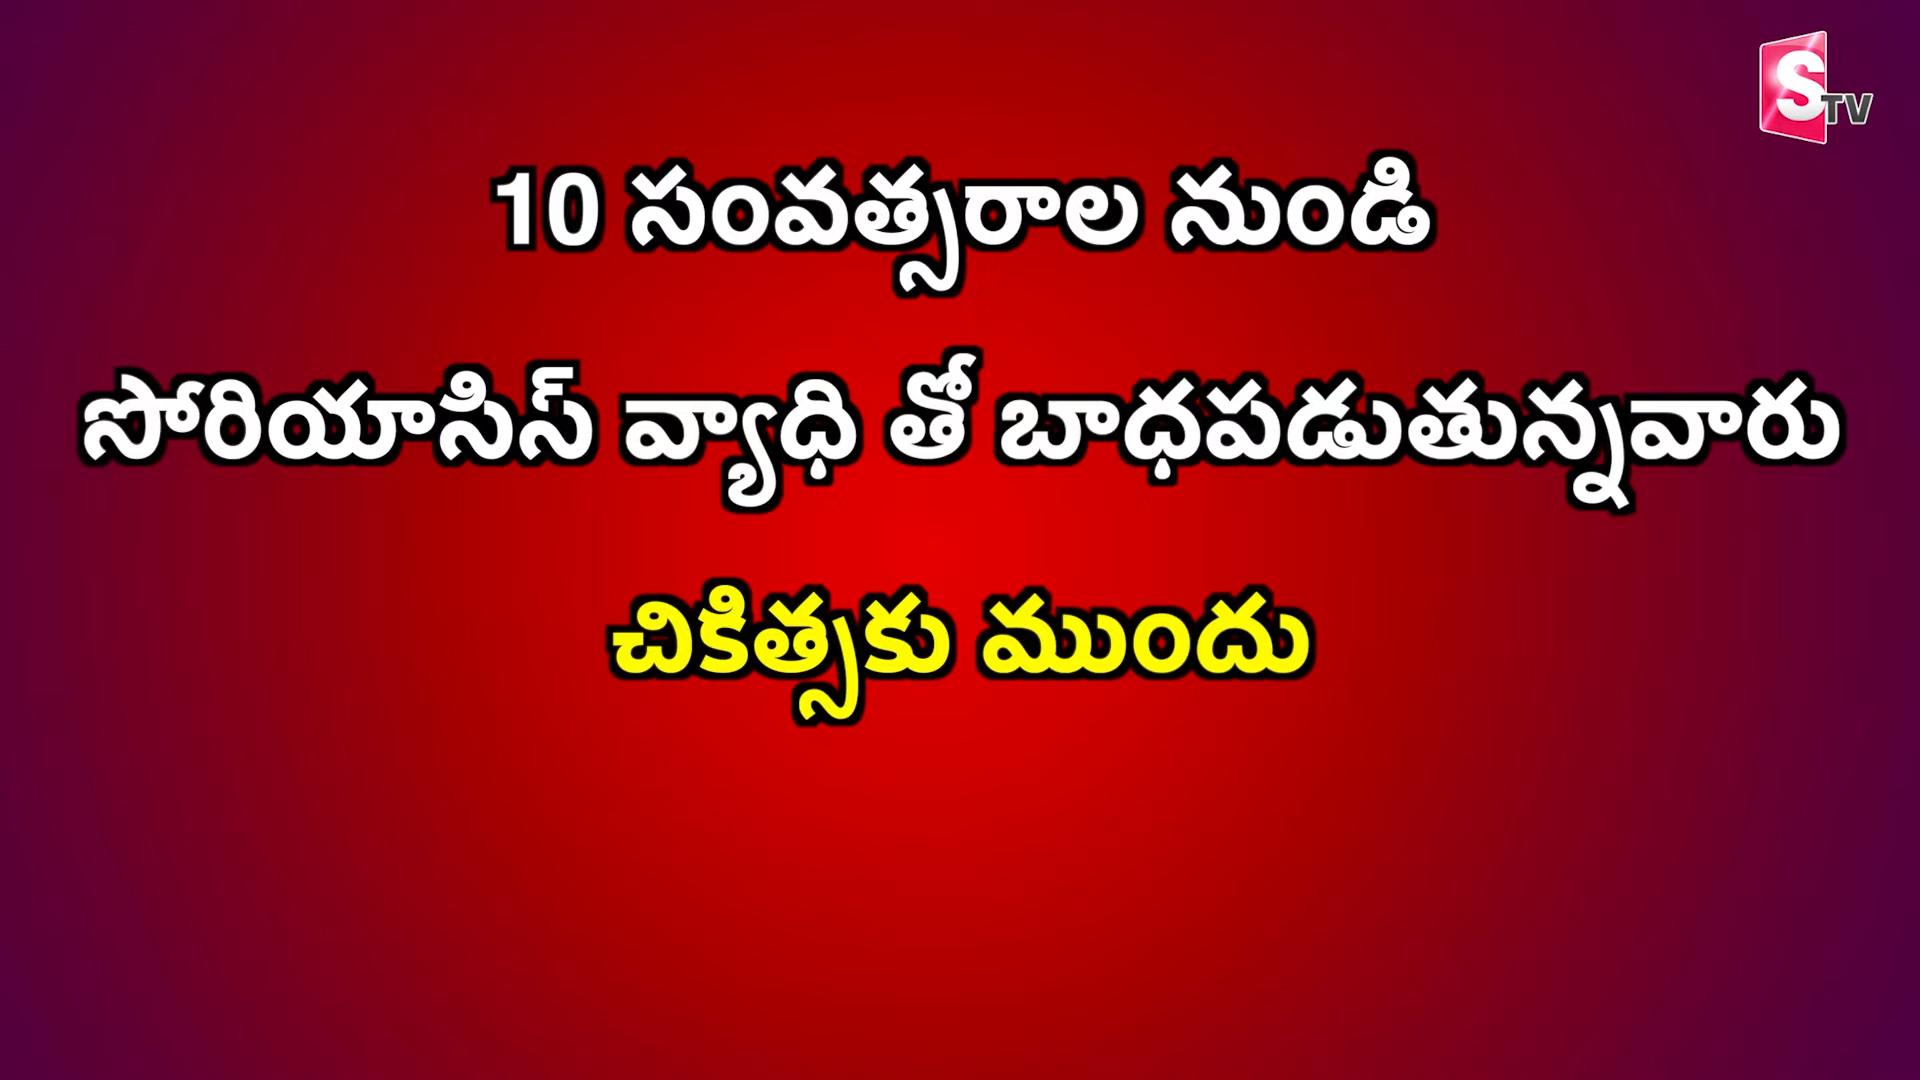 STV
10 సంవత్సరాల నుండి
సోరియాసిస్ వ్యాధి తో బాధపడుతున్నవారు
చికిత్సకు ముందు